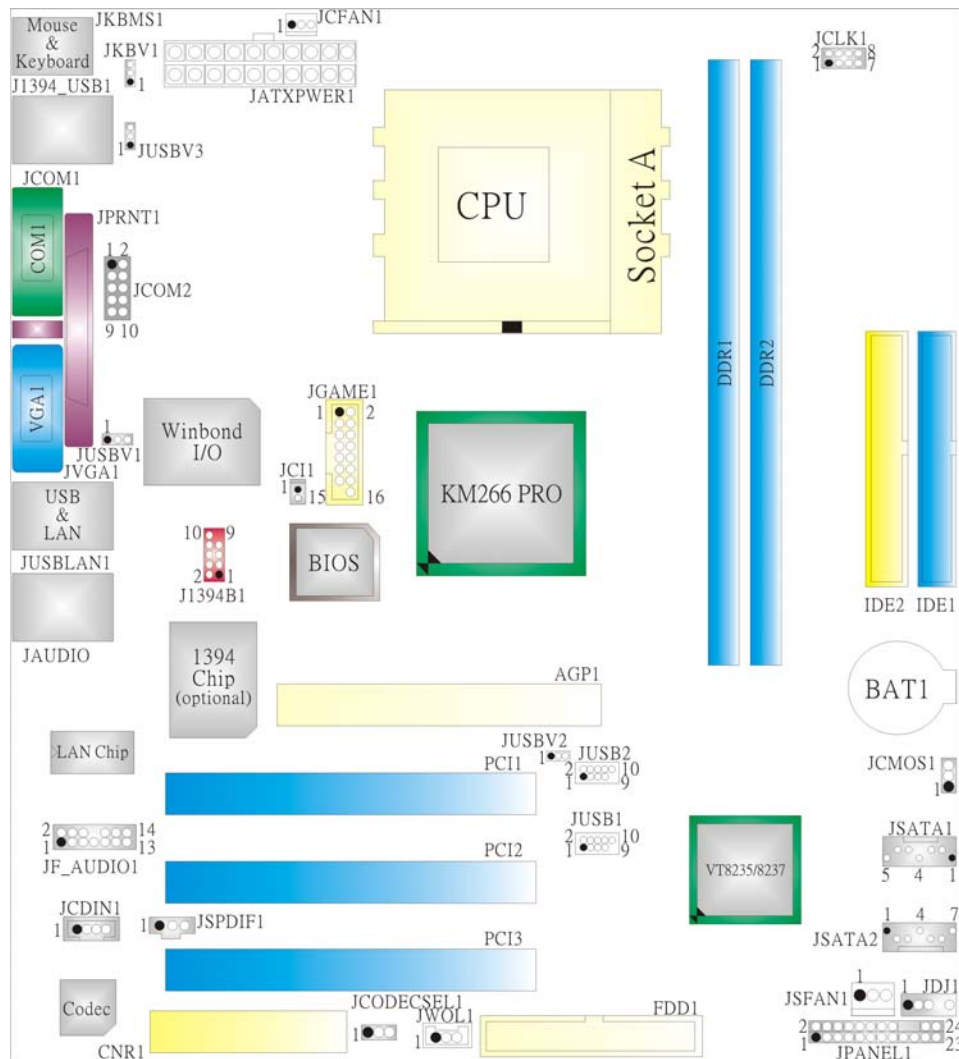 Mouse
&
Keyboard
JKBMS1
JKBV1
1
J1394_USB1
1
JCFAN1
JATXPWER1
2 8
1 7
JCLK1
1
JUSBV3
JCOM1
COM1
JPRNT1
1 2
JCOM2
9 10
CPU
Socket A
DDR1
DDR2
VGA1
1
JUSBV1
JVGA1
Winbond
I/O
JGAME1
1 2
15 16
JCI1
1
KM266 PRO
IDE2
IDE1
USB
&
LAN
JUSBLAN1
10 9
2 1
J1394B1
BIOS
JAUDIO
1394
Chip
(optional)
AGP1
BAT1
LAN Chip
JUSBV2
1
JUSB2
2 10
1 9
PCI1
JCMOS1
1
2 14
1 13
JF_AUDIO1
JUSB1
2 10
1 9
PCI2
VT8235/8237
JSATA1
5 4 1
JCDIN1
1
JSPDIF1
1
PCI3
1 4 7
JSATA2
Codec
CNR1
JCODECSEL1
1
JWOL1
1
FDD1
1
JSFAN1
1
JDJ1
2 24
1 23
JPANEL1